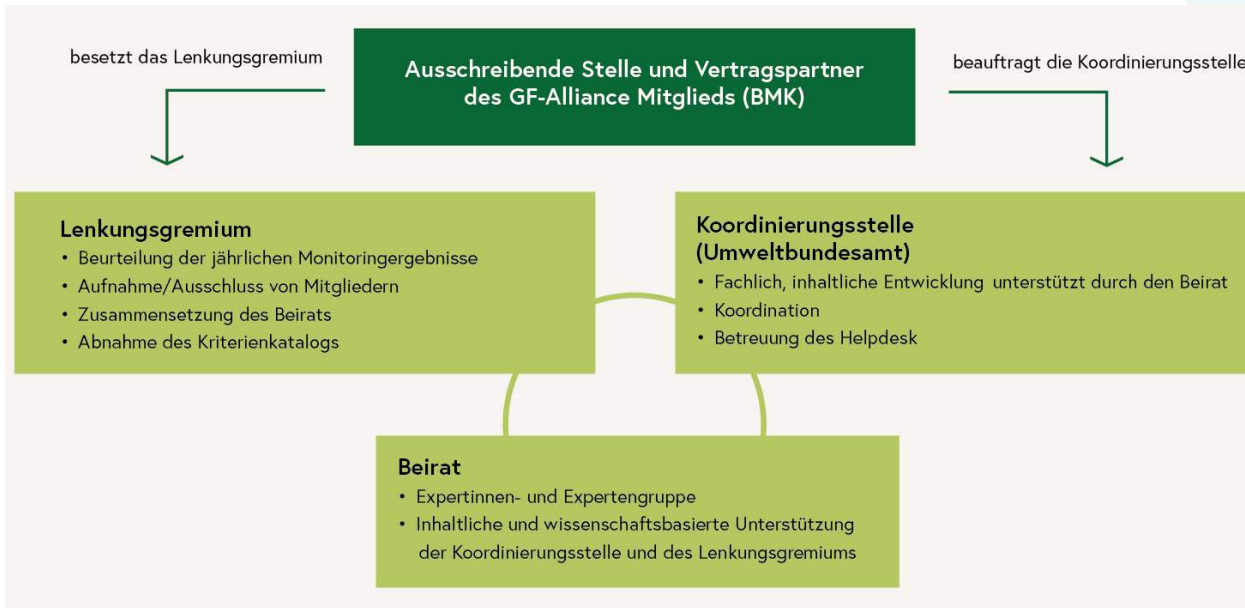 besetzt das Lenkungsgremium
Ausschreibende Stelle und Vertragspartner
des GF-Alliance Mitglieds (BMK)
beauftragt die Koordinierungsstelle
Lenkungsgremium
• Beurteilung der jährlichen Monitoringergebnisse
• Aufnahme/Ausschluss von Mitgliedern
• Zusammensetzung des Beirats
• Abnahme des Kriterienkatalogs
Koordinierungsstelle
(Umweltbundesamt)
• Fachlich, inhaltliche Entwicklung unterstützt durch den Beirat
• Koordination
• Betreuung des Helpdesk
Beirat
• Expertinnen- und Expertengruppe
• Inhaltliche und wissenschaftsbasierte Unterstützung
der Koordinierungsstelle und des Lenkungsgremiums